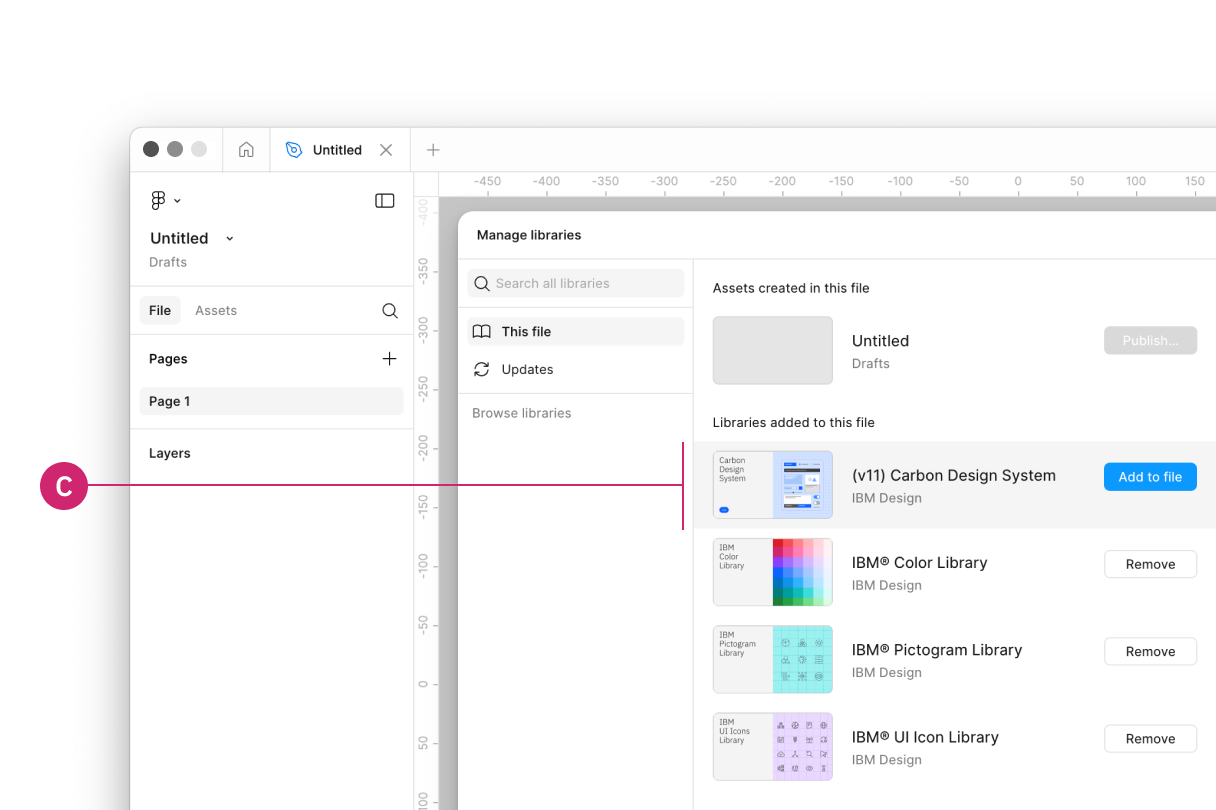 Untitled
-450 -400 -350 -300 -250 -200 -150 -100 -50 0 50 100 150
Untitled
Drafts
File Assets
Pages
Page 1
Layers
-400
-350
-300
-250
-200
-150
-100
-50
0
50
100
C
Manage libraries
Search all libraries
This file
Updates
Browse libraries
Assets created in this file
Untitled
Drafts
Publish...
Libraries added to this file
Carbon
Design
System
(v11) Carbon Design System
IBM Design
Add to file
IBM
Color
Library
IBM® Color Library
IBM Design
Remove
IBM
Pictogram
Library
IBM® Pictogram Library
IBM Design
Remove
IBM
UI Icons
Library
IBM® UI Icon Library
IBM Design
Remove